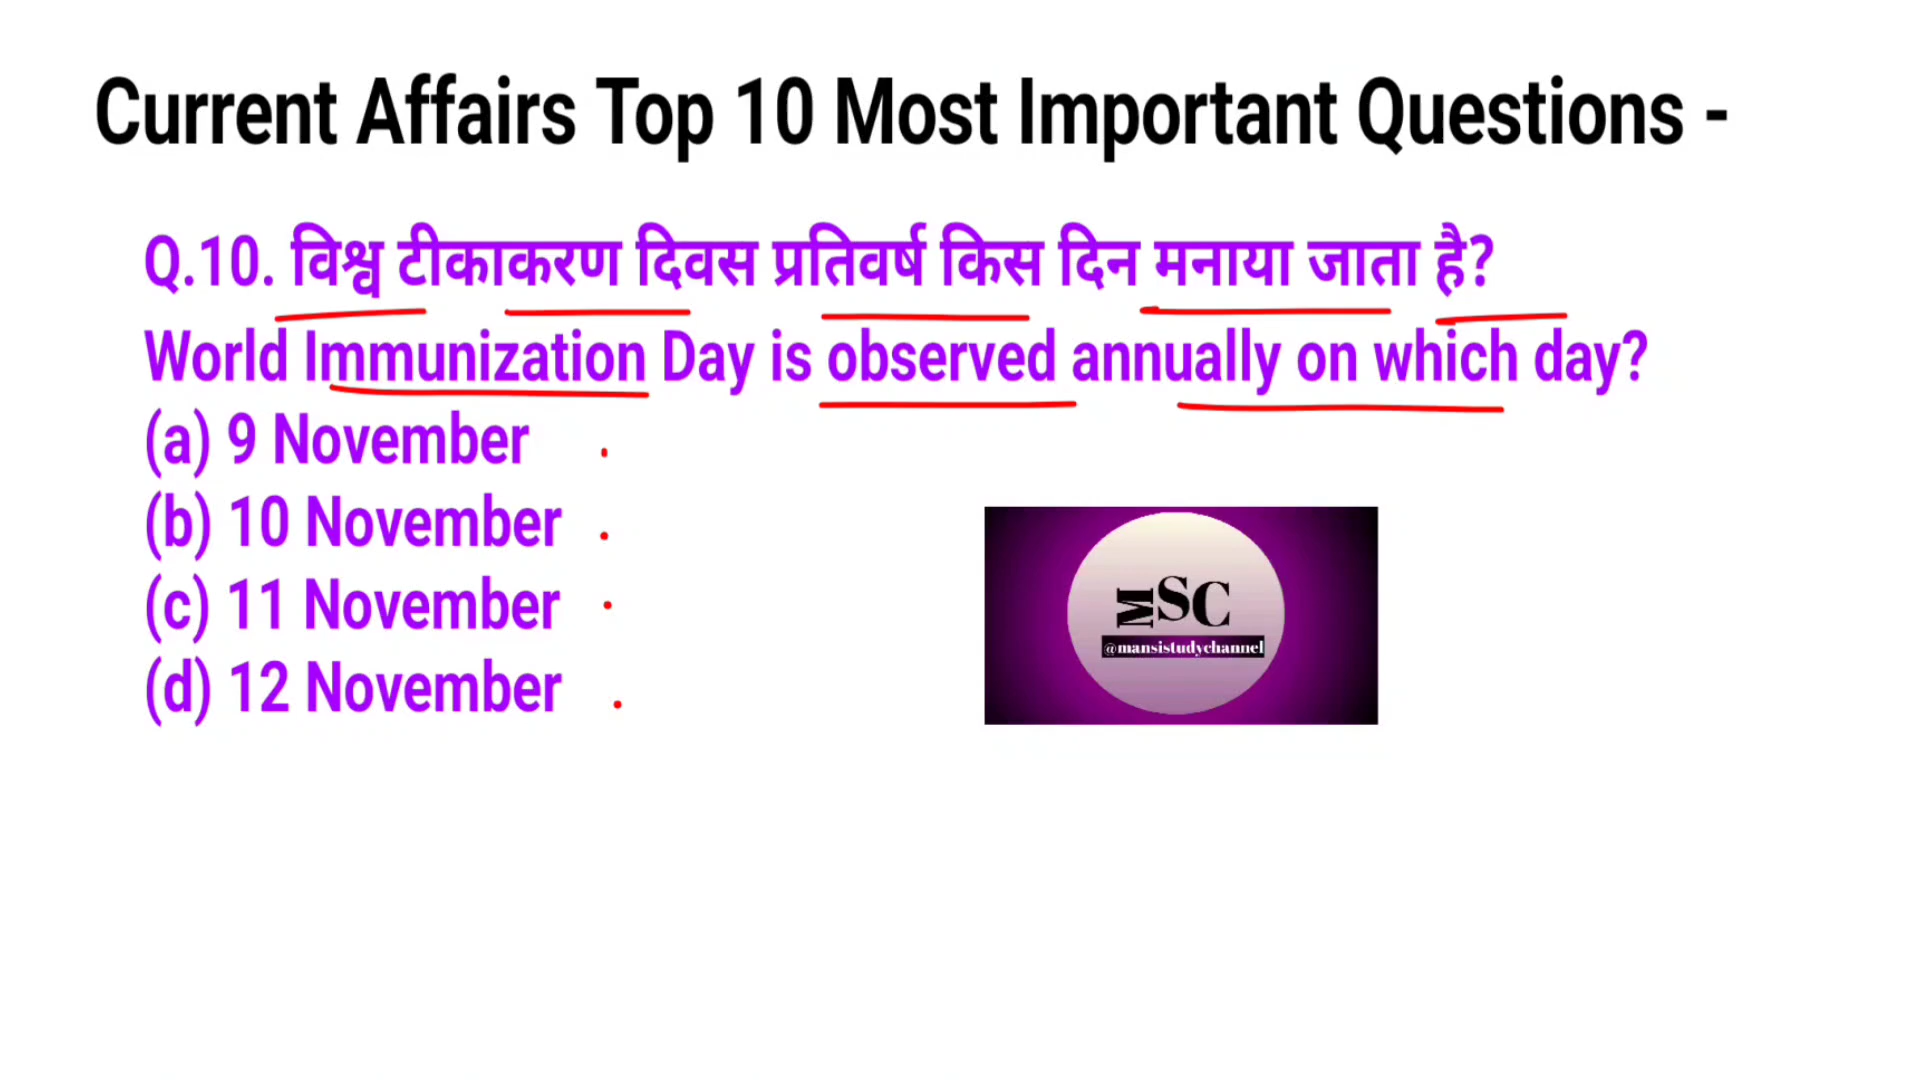 Current Affairs Top 10 Most Important Questions -
Q.10. विश्व टीकाकरण दिवस प्रतिवर्ष किस दिन मनाया जाता है?
World Immunization Day is observed annually on which day?
(a) 9 November
(b) 10 November
(c) 11 November
(d) 12 November
MSC
@mansistudychannel